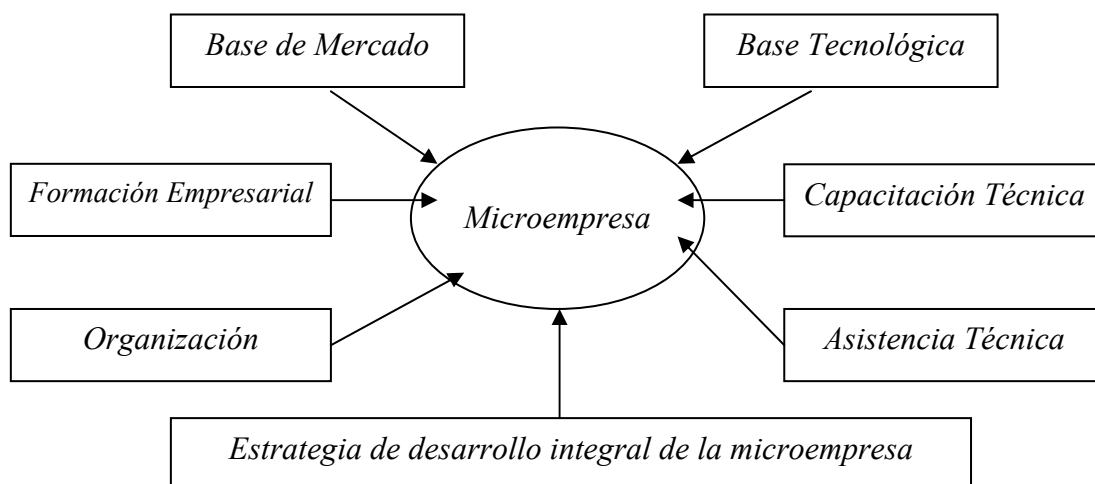 Base de Mercado
Base Tecnológica
Formación Empresarial
Capacitación Técnica
Microempresa
Organización
Asistencia Técnica
Estrategia de desarrollo integral de la microempresa